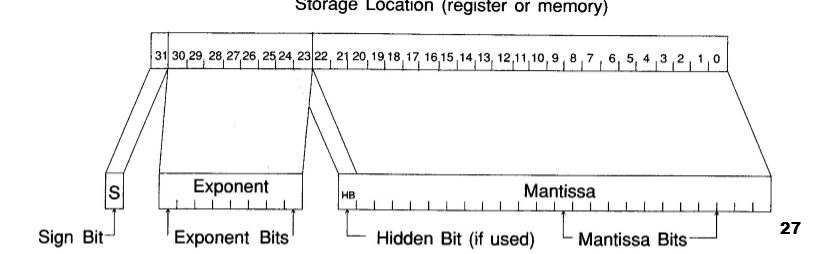 Storage Location (register or memory)
31 30 29 28 27 26 25 24 23 22 21 20 19 18 17 16 15 14 13 12 11 10 9 8 7 6 5 4 3 2 1 0
S Exponent HB Mantissa
Sign Bit Exponent Bits Hidden Bit (if used) Mantissa Bits
27